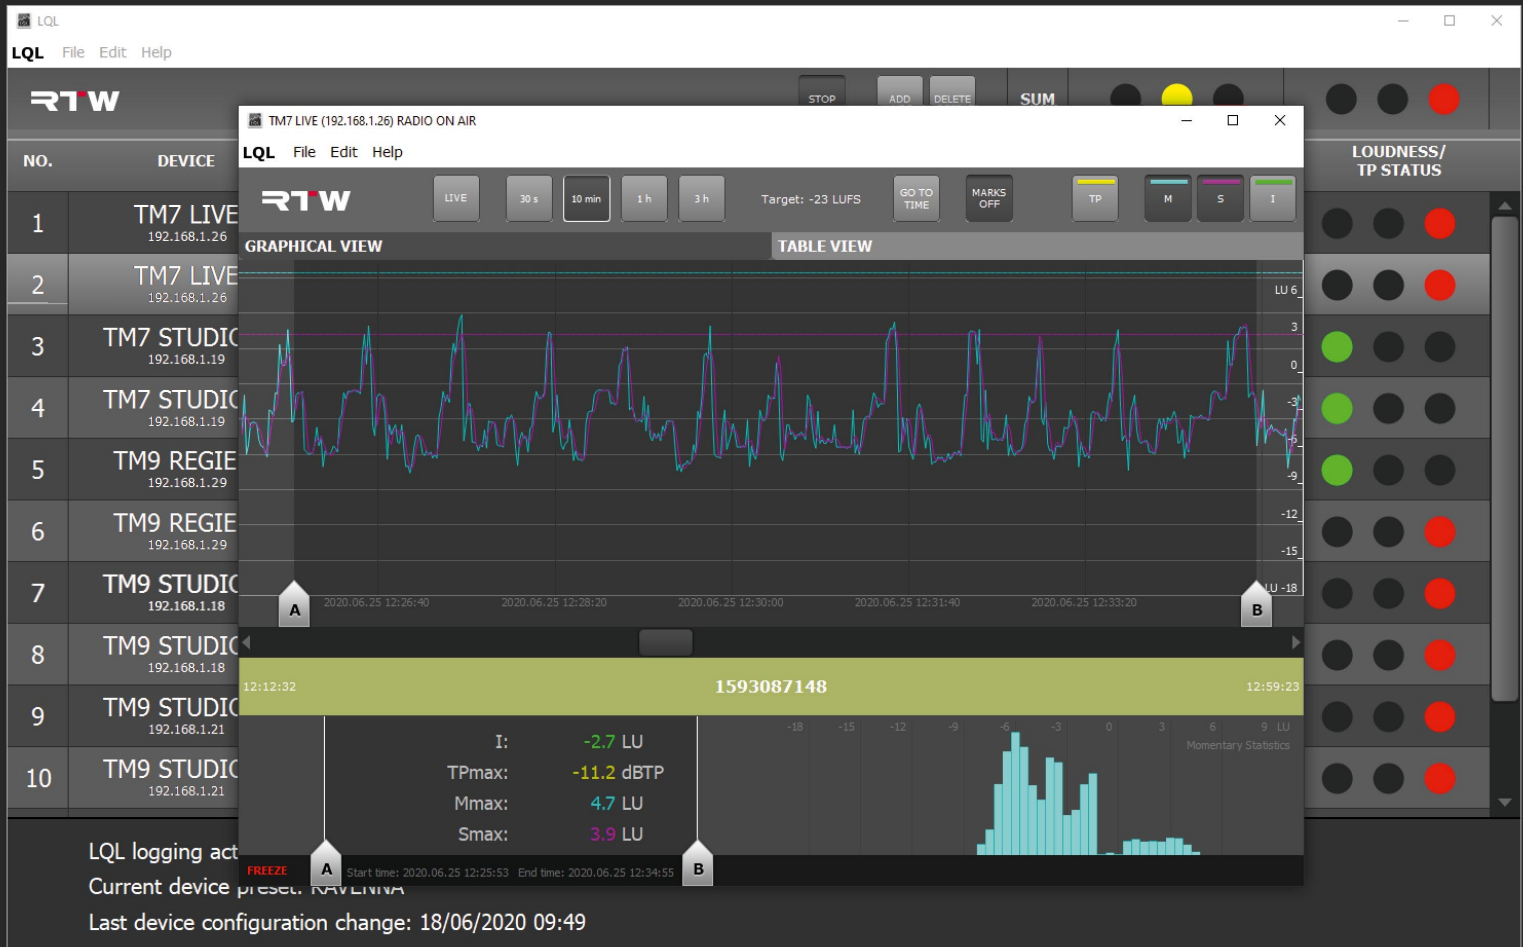 LQL
LQL File Edit Help
RTW
STOP ADD DELETE SUM
NO. DEVICE LOUDNESS/
TP STATUS
1 TM7 LIVE
192.168.1.26
2 TM7 LIVE
192.168.1.26
3 TM7 STUDIO
192.168.1.19
4 TM7 STUDIO
192.168.1.19
5 TM9 REGIE
192.168.1.29
6 TM9 REGIE
192.168.1.29
7 TM9 STUDIO
192.168.1.18
8 TM9 STUDIO
192.168.1.18
9 TM9 STUDIO
192.168.1.21
10 TM9 STUDIO
192.168.1.21
TM7 LIVE (192.168.1.26) RADIO ON AIR
LQL File Edit Help
RTW LIVE 30 s 10 min 1 h 3 h Target: -23 LUFS GO TO TIME MARKS OFF TP M S I
GRAPHICAL VIEW TABLE VIEW
LU 6
3
0
-3
-6
-9
-12
-15
LU -18
A 2020.06.25 12:26:40 2020.06.25 12:28:20 2020.06.25 12:30:00 2020.06.25 12:31:40 2020.06.25 12:33:20 B
12:12:32 1593087148 12:59:23
-18 -15 -12 -9 -6 -3 0 3 6 9 LU
Momentary Statistics
I: -2.7 LU
TPmax: -11.2 dBTP
Mmax: 4.7 LU
Smax: 3.9 LU
FREEZE A Start time: 2020.06.25 12:25:53 End time: 2020.06.25 12:34:55 B
LQL logging act
Current device preset: RAVENNA
Last device configuration change: 18/06/2020 09:49